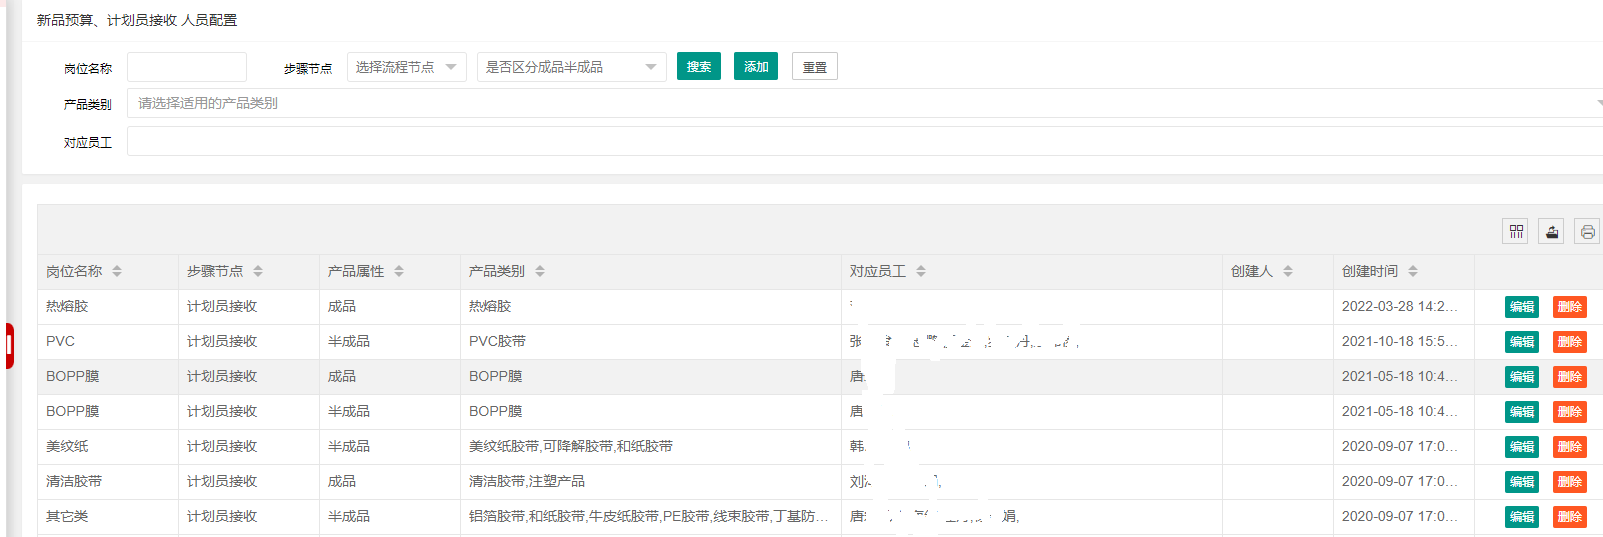 新品预算、计划员接收 人员配置
岗位名称 步骤节点 选择流程节点 是否区分成品半成品 搜索 添加 重置
产品类别 请选择适用的产品类别
对应员工
岗位名称 步骤节点 产品属性 产品类别 对应员工 创建人 创建时间
热熔胶 计划员接收 成品 热熔胶 2022-03-28 14:2... 编辑 删除
PVC 计划员接收 半成品 PVC胶带 张 2021-10-18 15:5... 编辑 删除
BOPP膜 计划员接收 成品 BOPP膜 唐 2021-05-18 10:4... 编辑 删除
BOPP膜 计划员接收 半成品 BOPP膜 唐 2021-05-18 10:4... 编辑 删除
美纹纸 计划员接收 半成品 美纹纸胶带,可降解胶带,和纸胶带 韩 2020-09-07 17:0... 编辑 删除
清洁胶带 计划员接收 成品 清洁胶带,注塑产品 刘 2020-09-07 17:0... 编辑 删除
其它类 计划员接收 半成品 铝箔胶带,和纸胶带,牛皮纸胶带,PE胶带,线束胶带,丁基防... 唐 娟, 2020-09-07 17:0... 编辑 删除